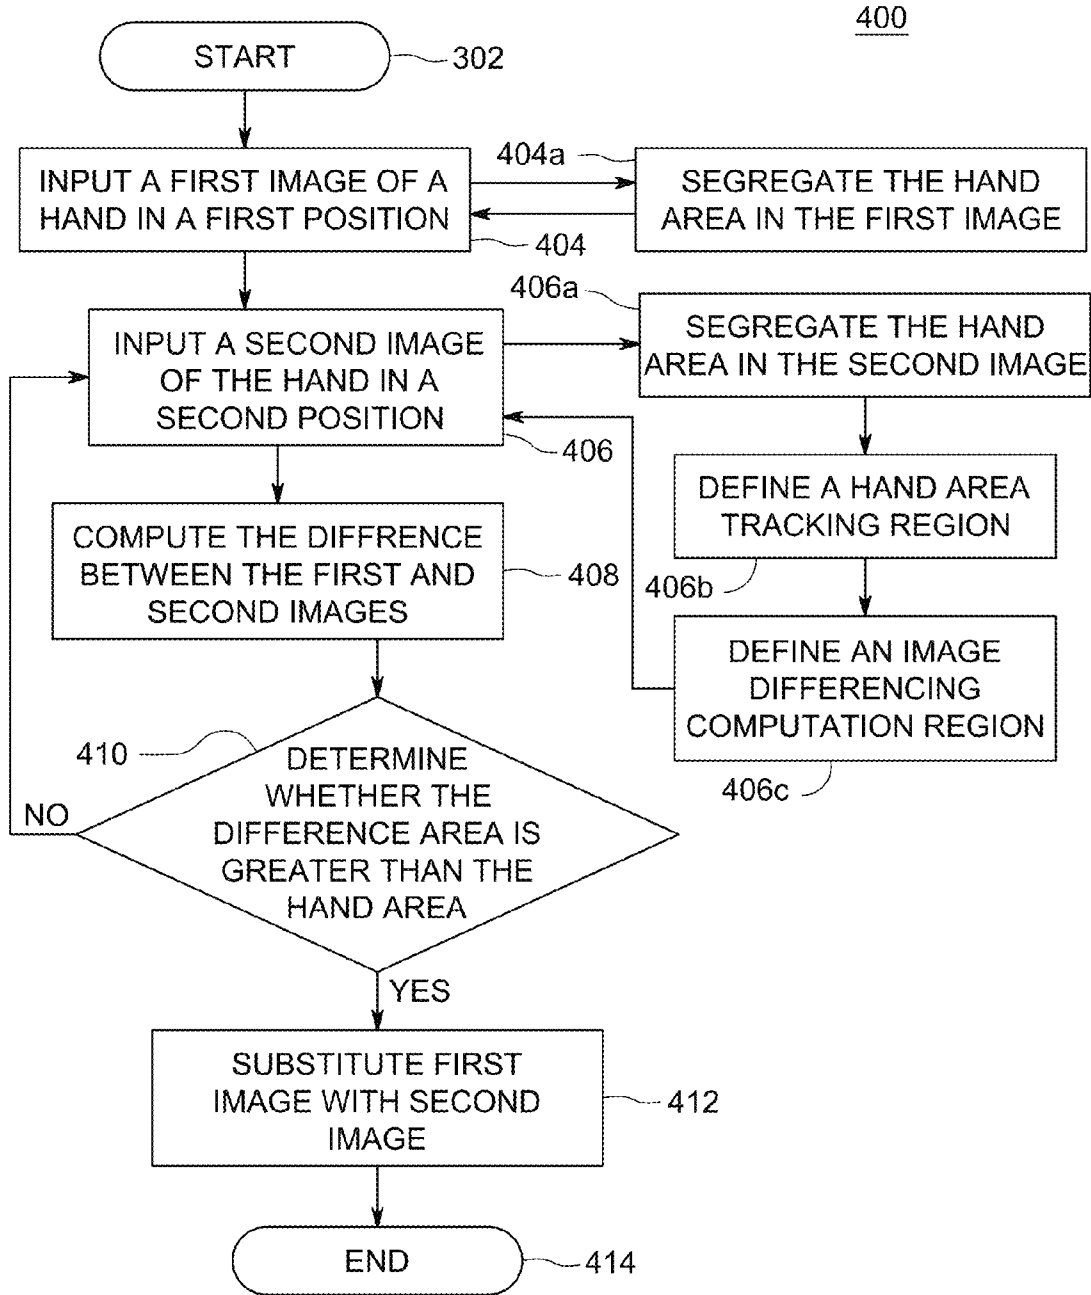 400
START
302
INPUT A FIRST IMAGE OF A
HAND IN A FIRST POSITION
404
404a
SEGREGATE THE HAND
AREA IN THE FIRST IMAGE
406a
SEGREGATE THE HAND
AREA IN THE SECOND IMAGE
INPUT A SECOND IMAGE
OF THE HAND IN A
SECOND POSITION
406
DEFINE A HAND AREA
TRACKING REGION
406b
COMPUTE THE DIFFRENCE
BETWEEN THE FIRST AND
SECOND IMAGES
408
DEFINE AN IMAGE
DIFFERENCING
COMPUTATION REGION
406c
410
DETERMINE
WHETHER THE
DIFFERENCE AREA IS
GREATER THAN THE
HAND AREA
NO
YES
SUBSTITUTE FIRST
IMAGE WITH SECOND
IMAGE
412
END
414